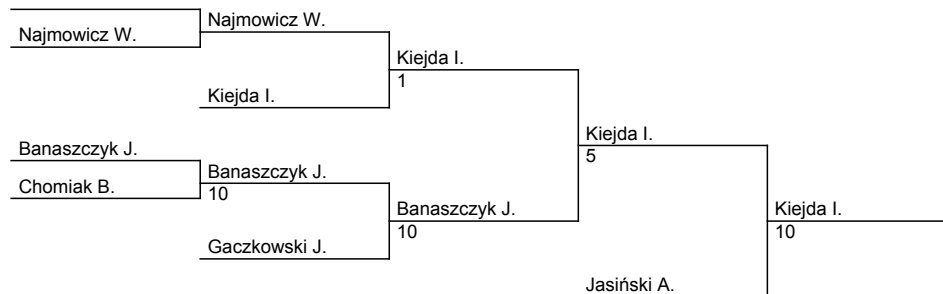 Najmowicz W.
Najmowicz W.
Kiejda I.
1
Kiejda I.
Kiejda I.
5
Banaszczyk J.
Chomiak B.
Banaszczyk J.
10
Banaszczyk J.
10
Gaczkowski J.
Kiejda I.
10
Jasiński A.